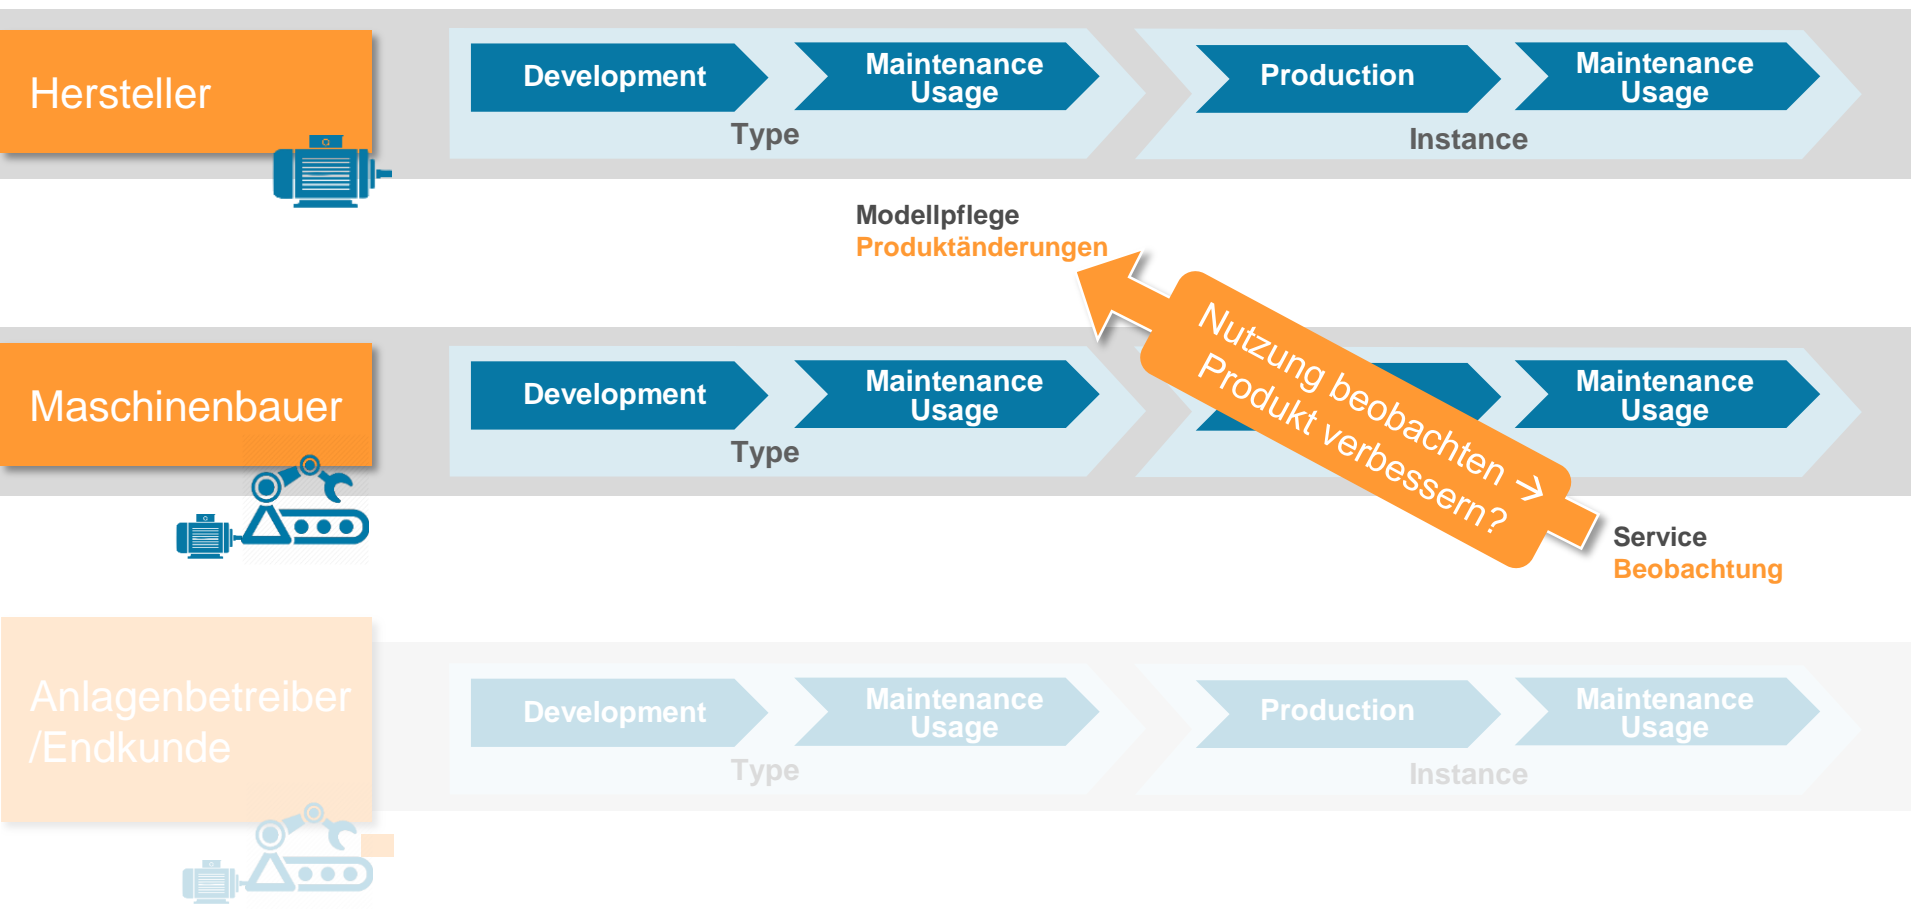 Hersteller
Development
Maintenance
Usage
Type
Production
Maintenance
Usage
Instance
Modellpflege
Produktänderungen
Nutzung beobachten →
Produkt verbessern?
Maschinenbauer
Development
Maintenance
Usage
Type
Maintenance
Usage
Service
Beobachtung
Anlagenbetreiber
/Endkunde
Development
Maintenance
Usage
Type
Production
Maintenance
Usage
Instance